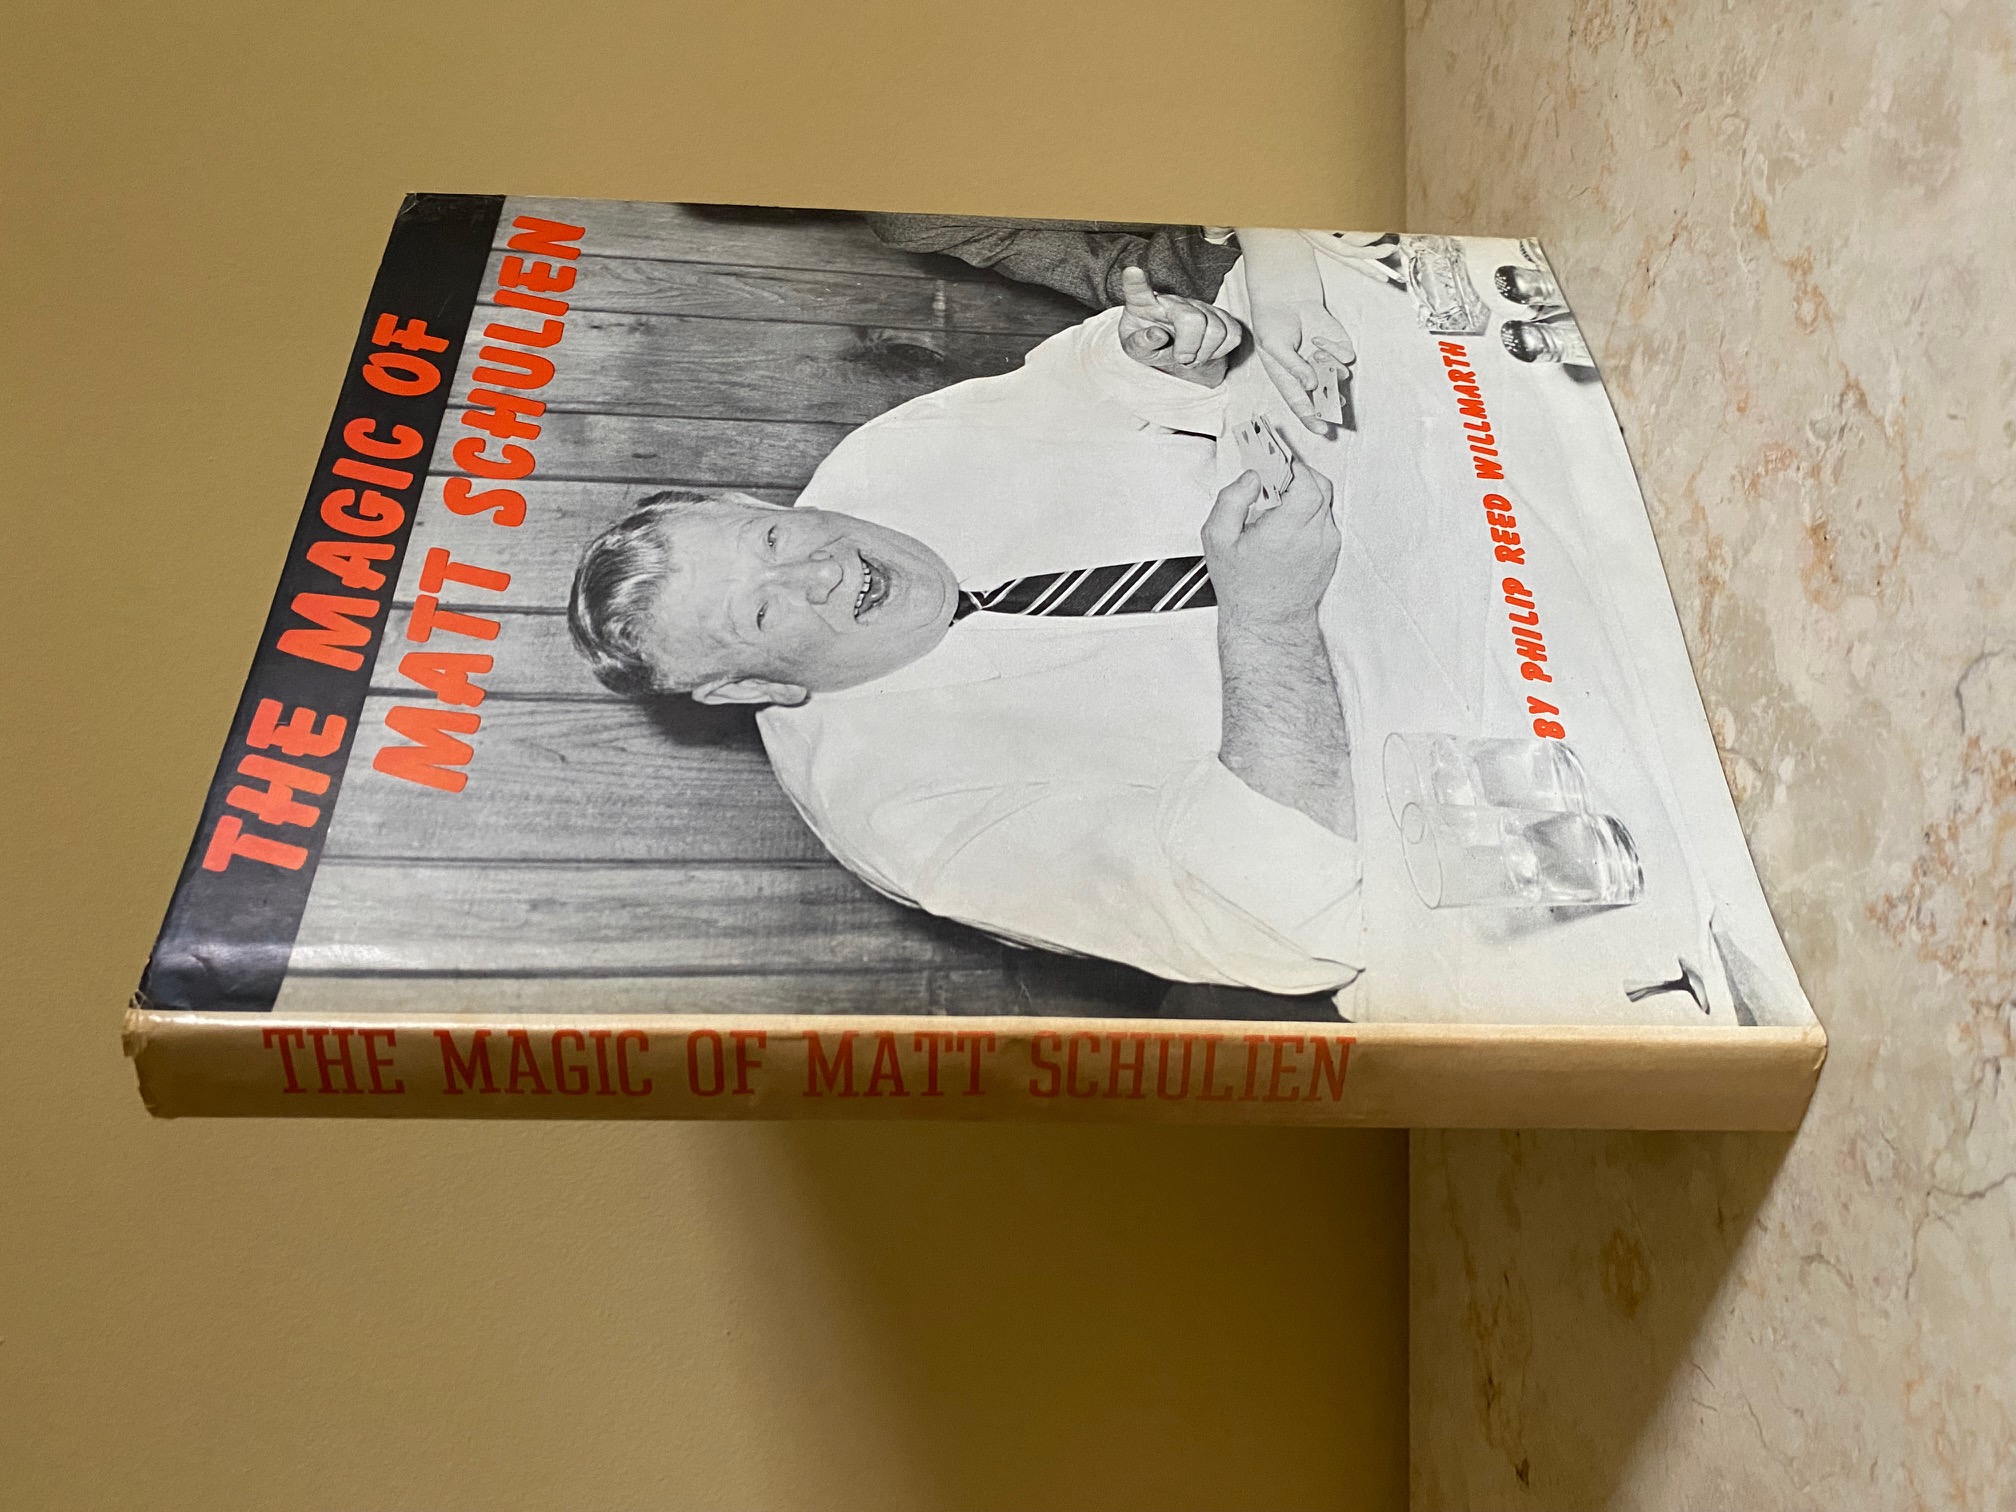 THE MAGIC OF
MATT SCHULIEN
BY PHILIP REED WILLMARTH
THE MAGIC OF MATT SCHULIEN